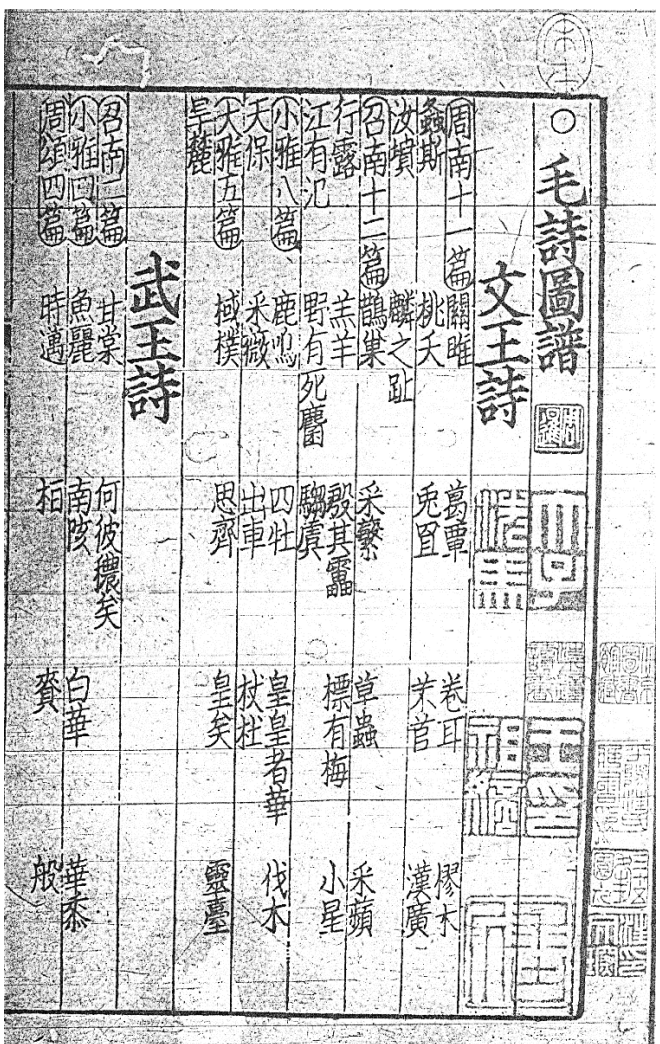 ○毛詩圖譜
周暹
文王詩
周南十一篇 關雎 葛覃 卷耳 樛木
螽斯 桃夭 兎罝 芣苢 漢廣
汝墳 麟之趾
召南十二篇 鵲巢 采蘩 草蟲 采蘋
行露 羔羊 殷其靁 標有梅 小星
江有汜 野有死麕 騶虞
小雅八篇 鹿鳴 四牡 皇皇者華 伐木
天保 采薇 出車 杕杜
大雅五篇 棫樸 思齊 皇矣 靈臺
旱麓
武王詩
召南二篇 甘棠 何彼穠矣
小雅四篇 魚麗 南陔 白華 華黍
周頌四篇 時邁 桓 賚 般